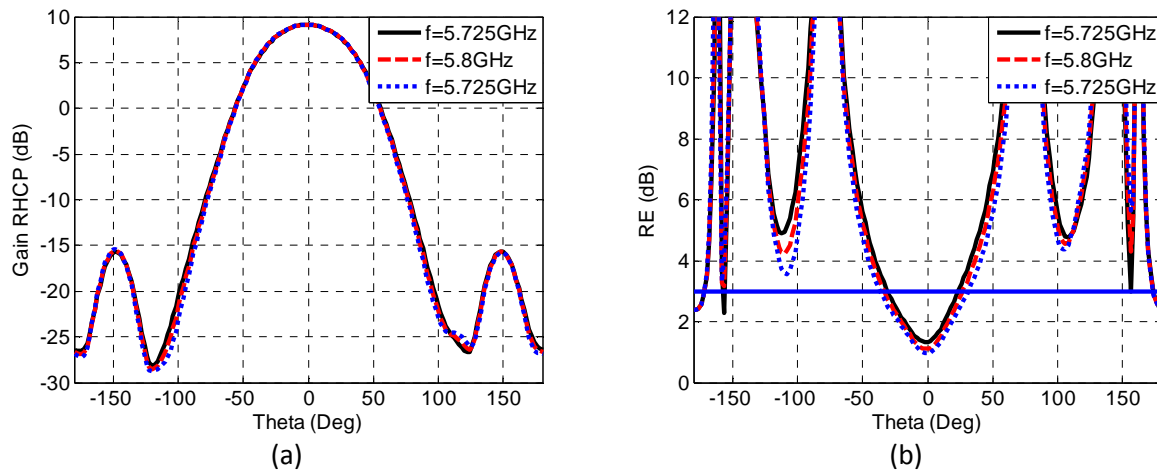 10
5
0
-5
-10
-15
-20
-25
-30
Gain RHCP (dB)
-150 -100 -50 0 50 100 150
Theta (Deg)
f=5.725GHz
f=5.8GHz
f=5.725GHz
(a)
12
10
8
6
4
2
0
RE (dB)
-150 -100 -50 0 50 100 150
Theta (Deg)
f=5.725GHz
f=5.8GHz
f=5.725GHz
(b)